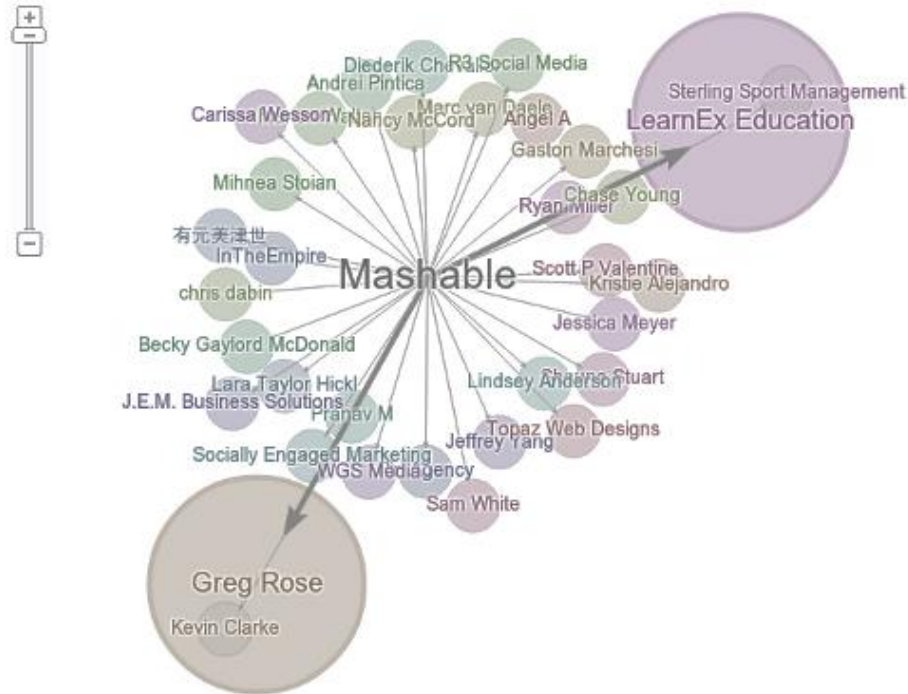 Diederik
R3 Social Media
Andrei Pintica
Sterling Sport Management
Carissa Wesson
Nancy McCord
Marc van Daele
Angel A
LearnEx Education
Gaston Marchesi
Mihnea Stoian
Chase Young
Ryan Miller
有元美津世
InTheEmpire
Mashable
Scott P Valentine
Kristie Alejandro
chris dabin
Jessica Meyer
Becky Gaylord McDonald
Lara Taylor Hickl
Lindsey Anderson
Stuart
J.E.M. Business Solutions
Pranav M
Topaz Web Designs
Jeffrey Yang
Socially Engaged Marketing
WGS Media
Sam White
Greg Rose
Kevin Clarke